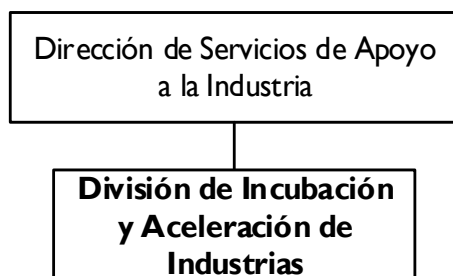 Dirección de Servicios de Apoyo
a la Industria
División de Incubación
y Aceleración de
Industrias